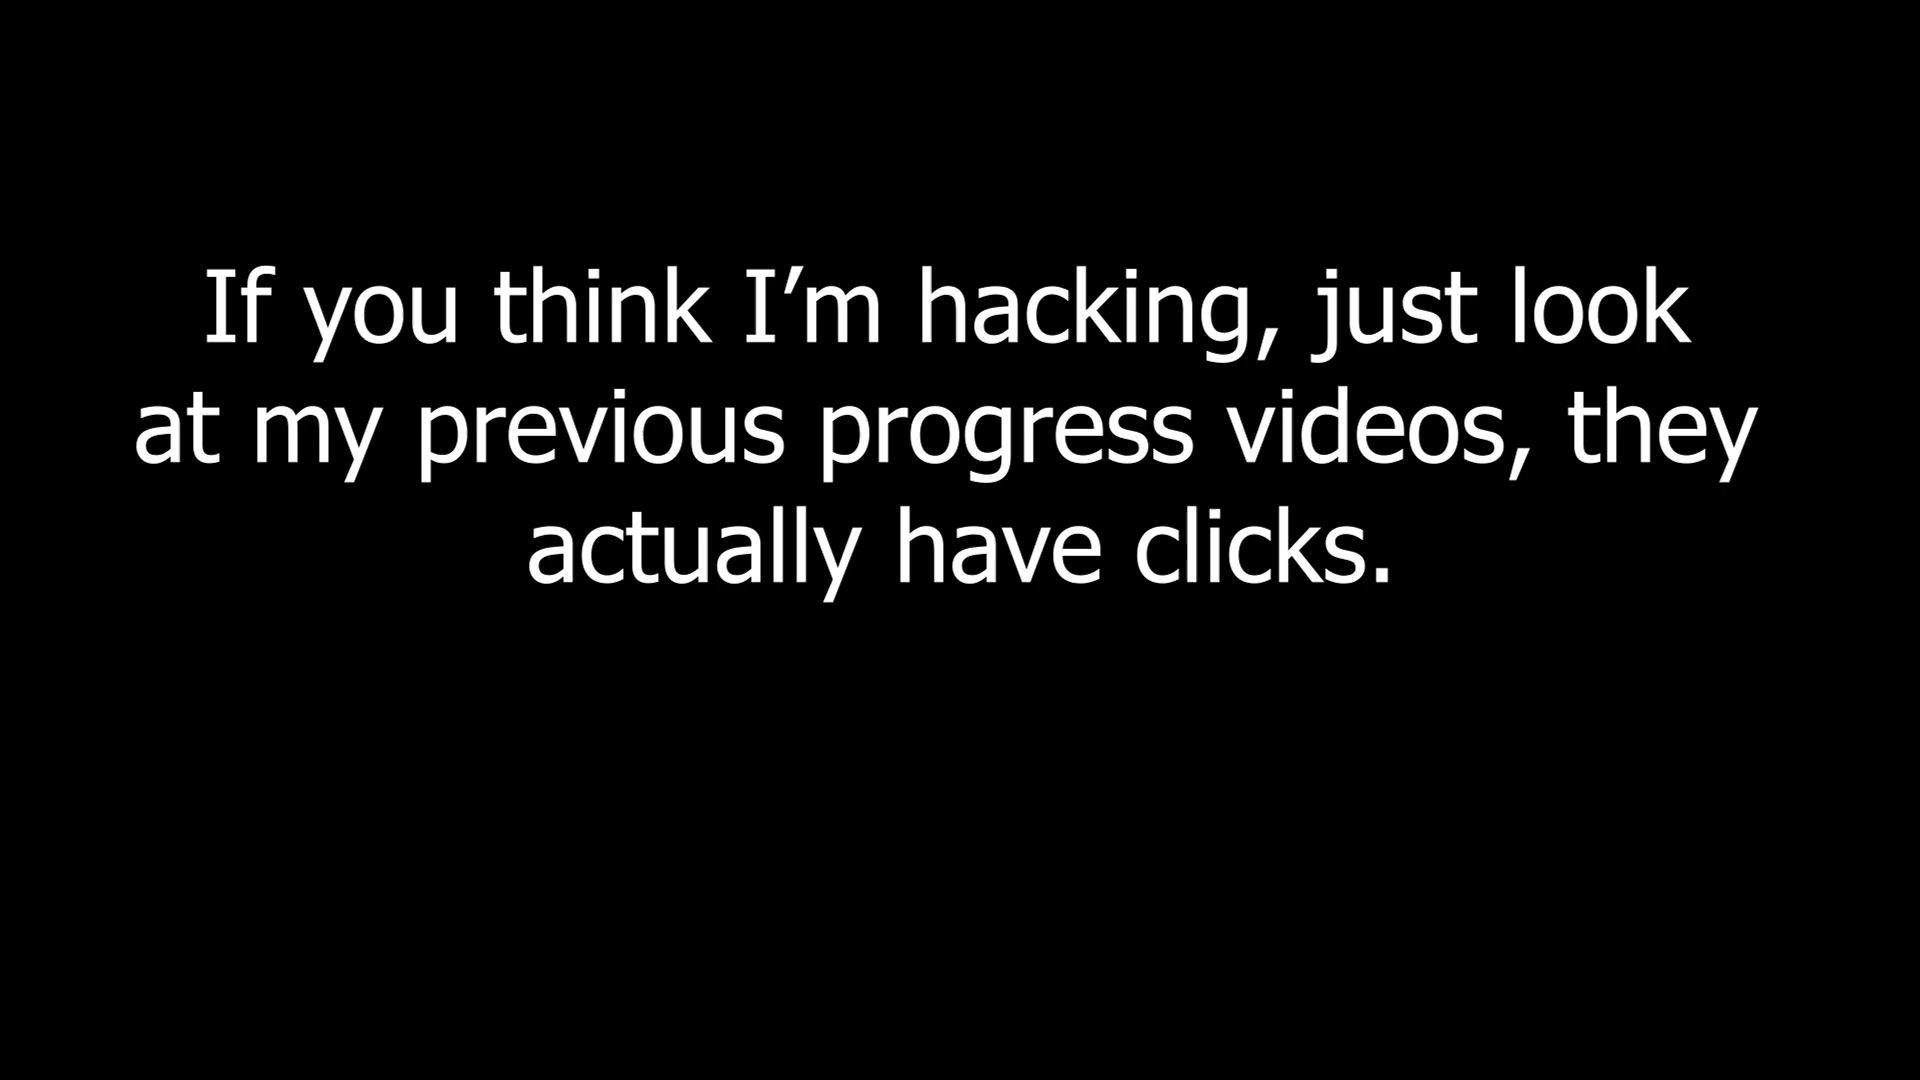 If you think I’m hacking, just look
at my previous progress videos, they
actually have clicks.